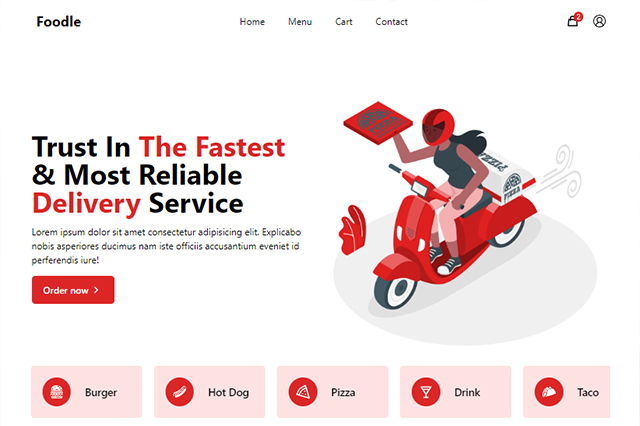 Foodle
Home Menu Cart Contact
2
Trust In The Fastest
& Most Reliable
Delivery Service
Lorem ipsum dolor sit amet consectetur adipisicing elit. Explicabo
nobis asperiores ducimus nam iste officiis accusantium eveniet id
perferendis iure!
Order now
PIZZA
PIZZA
PIZZA
Burger
Hot Dog
Pizza
Drink
Taco